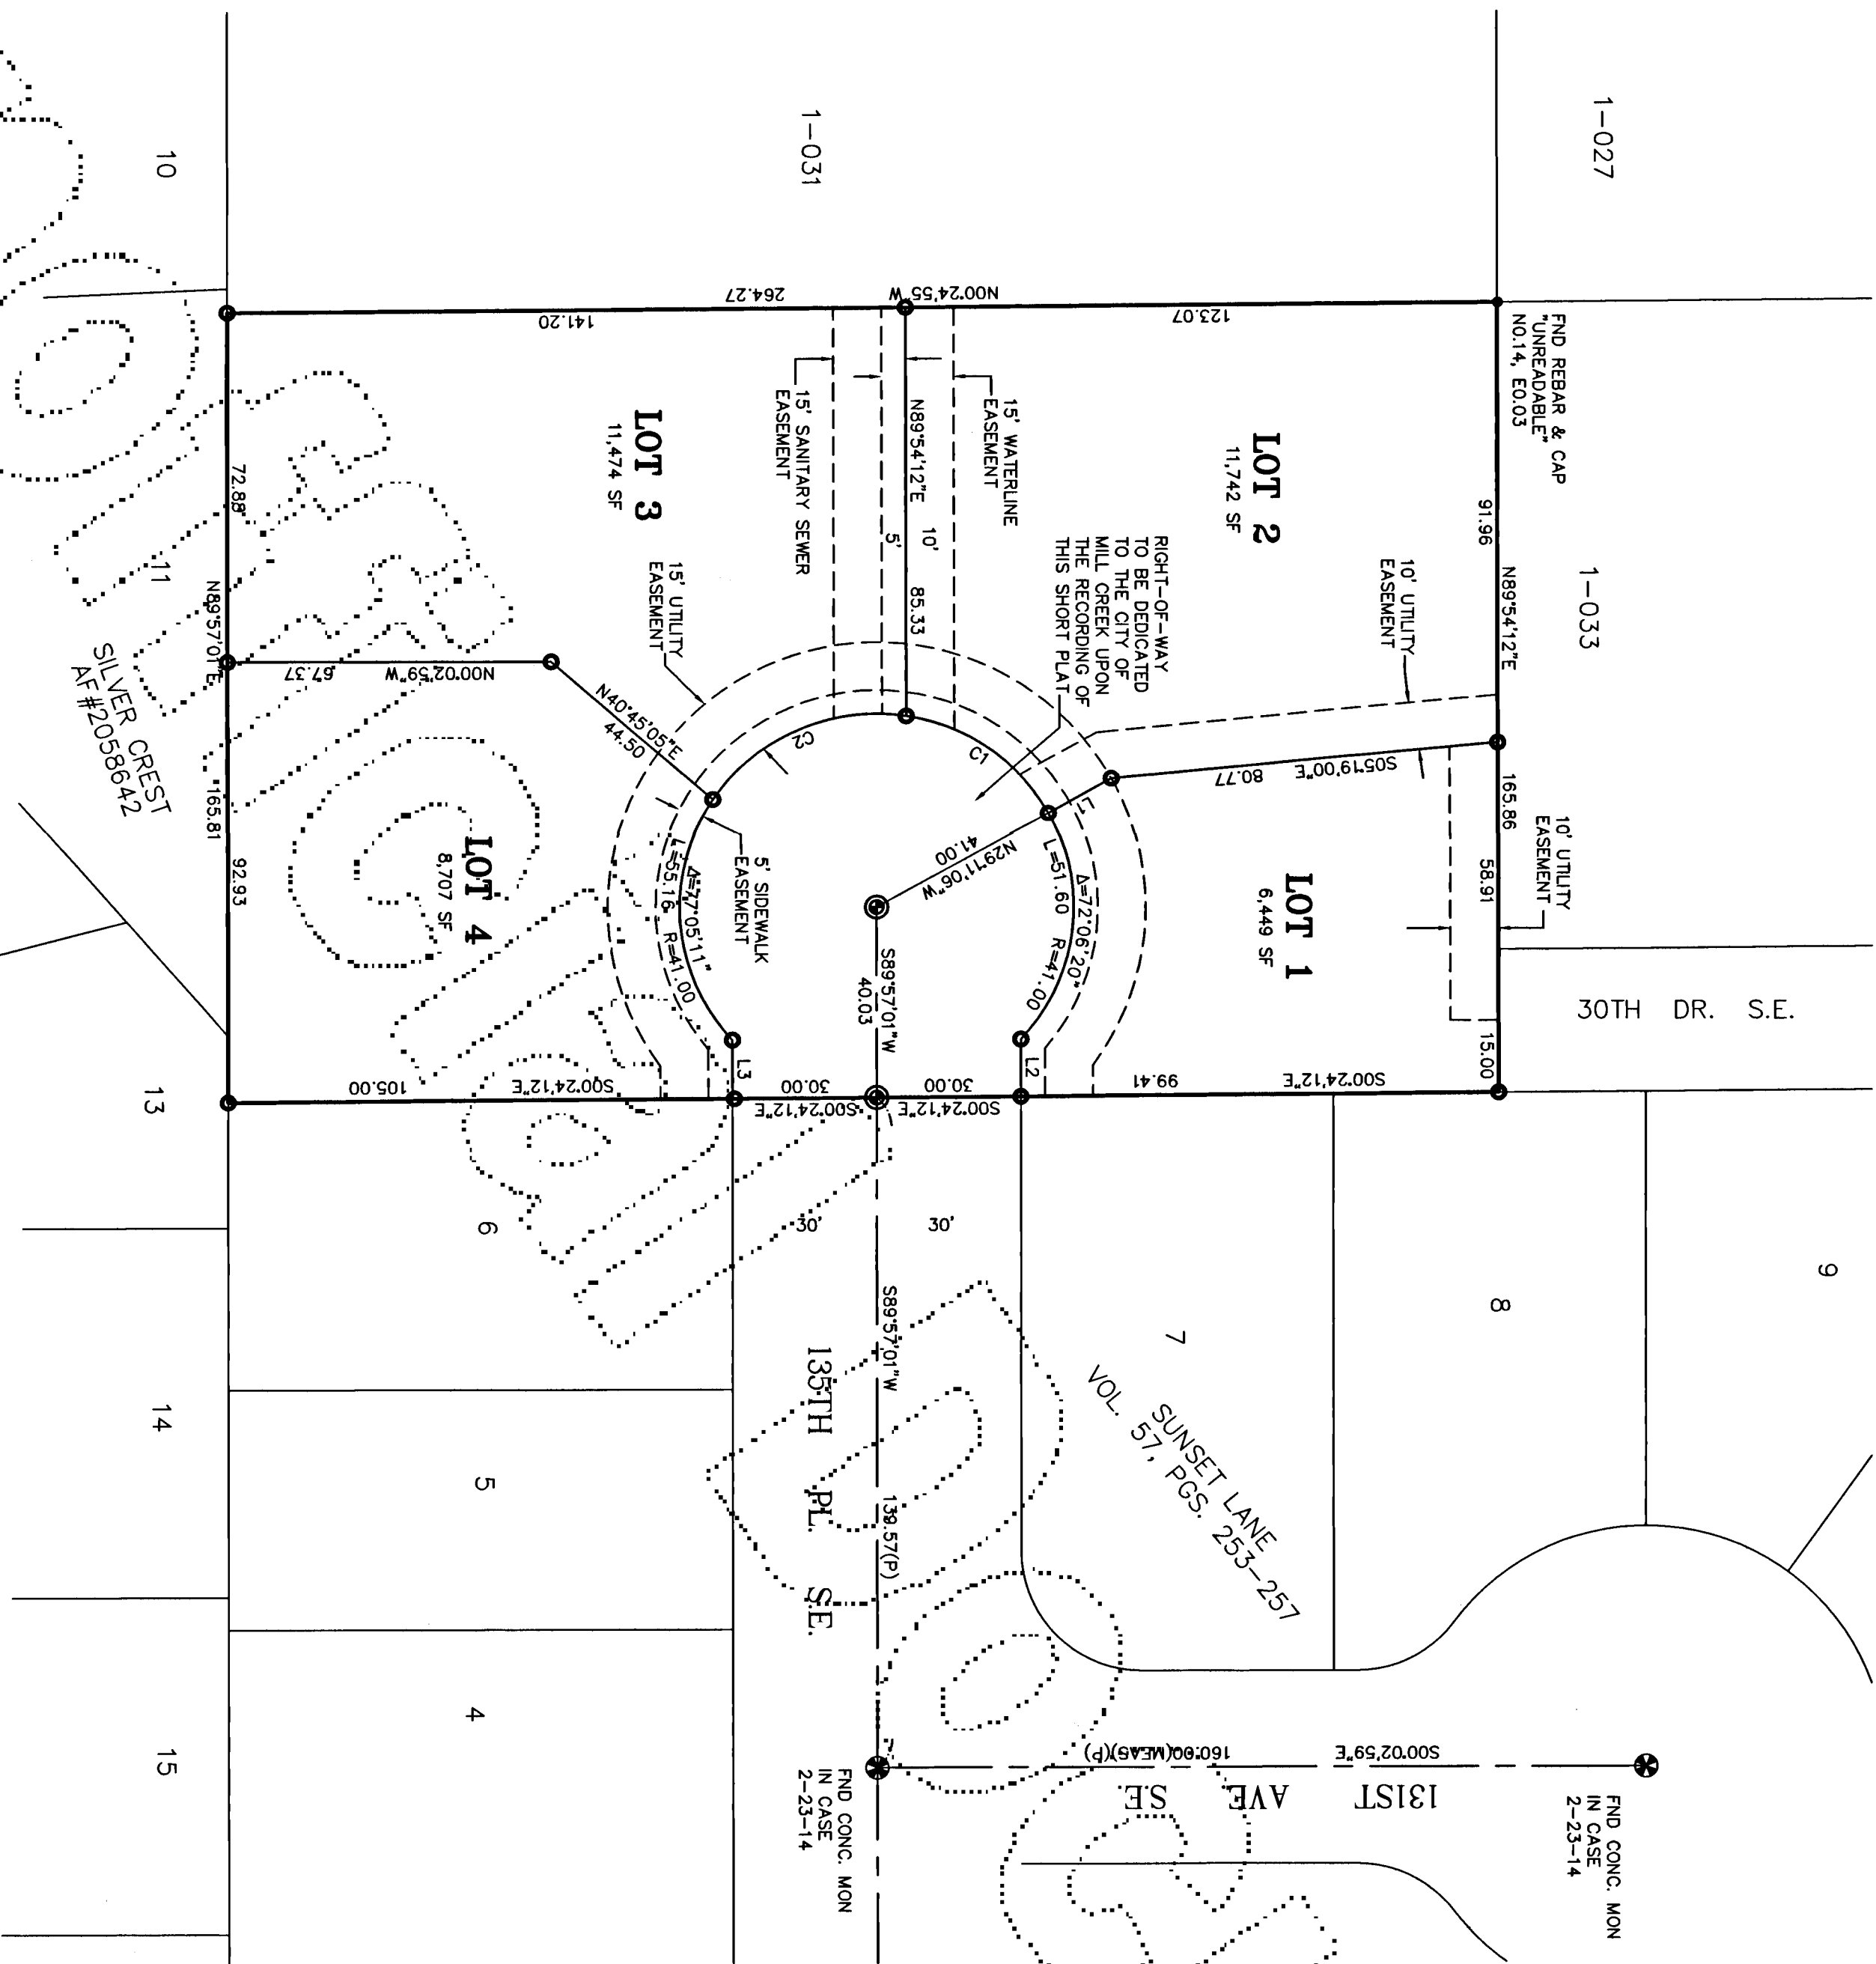 1-027
1-031
10
FND REBAR & CAP
"UNREADABLE"
NO.14, E0.03
91.96
N89°54'12"E
165.86
58.91
15.00
1-033
10' UTILITY
EASEMENT
10' UTILITY
EASEMENT
30TH DR. S.E.
N00°24'55"W
264.27
123.07
141.20
LOT 2
11,742 SF
15' WATERLINE
EASEMENT
N89°54'12"E
10'
5'
85.33
15' SANITARY SEWER
EASEMENT
RIGHT-OF-WAY
TO BE DEDICATED
TO THE CITY OF
MILL CREEK UPON
THE RECORDING OF
THIS SHORT PLAT
S05°19'00"E
80.77
LOT 1
6,449 SF
L1
N29°11'06"W
41.00
Δ=72°06'20"
L=51.60
R=41.00
C1
C2
LOT 3
11,474 SF
15' UTILITY
EASEMENT
N40°45'05"E
44.50
N00°02'59"W
67.37
72.88
N89°57'01"E
165.81
92.93
11
SILVER CREST
AF#2058642
LOT 4
8,707 SF
5' SIDEWALK
EASEMENT
Δ=77°05'11"
L=55.16
R=41.00
S89°57'01"W
40.03
L2
L3
S00°24'12"E
99.41
S00°24'12"E
30.00
S00°24'12"E
30.00
S00°24'12"E
105.00
13
6
30'
30'
S89°57'01"W
139.57(P)
135TH PL. S.E.
7
SUNSET LANE
VOL. 57, PGS. 253-257
8
9
14
5
4
15
S00°02'59"E
160.00(MEAS)(P)
131ST AVE S.E.
FND CONC. MON
IN CASE
2-23-14
FND CONC. MON
IN CASE
2-23-14